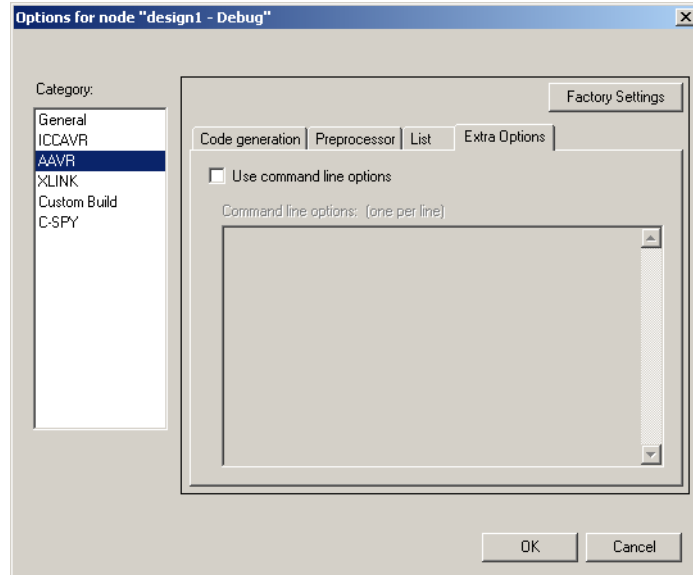 Options for node "design1 - Debug"
Category:
General
ICCAVR
AAVR
XLINK
Custom Build
C-SPY
Factory Settings
Code generation Preprocessor List Extra Options
Use command line options
Command line options: (one per line)
OK Cancel